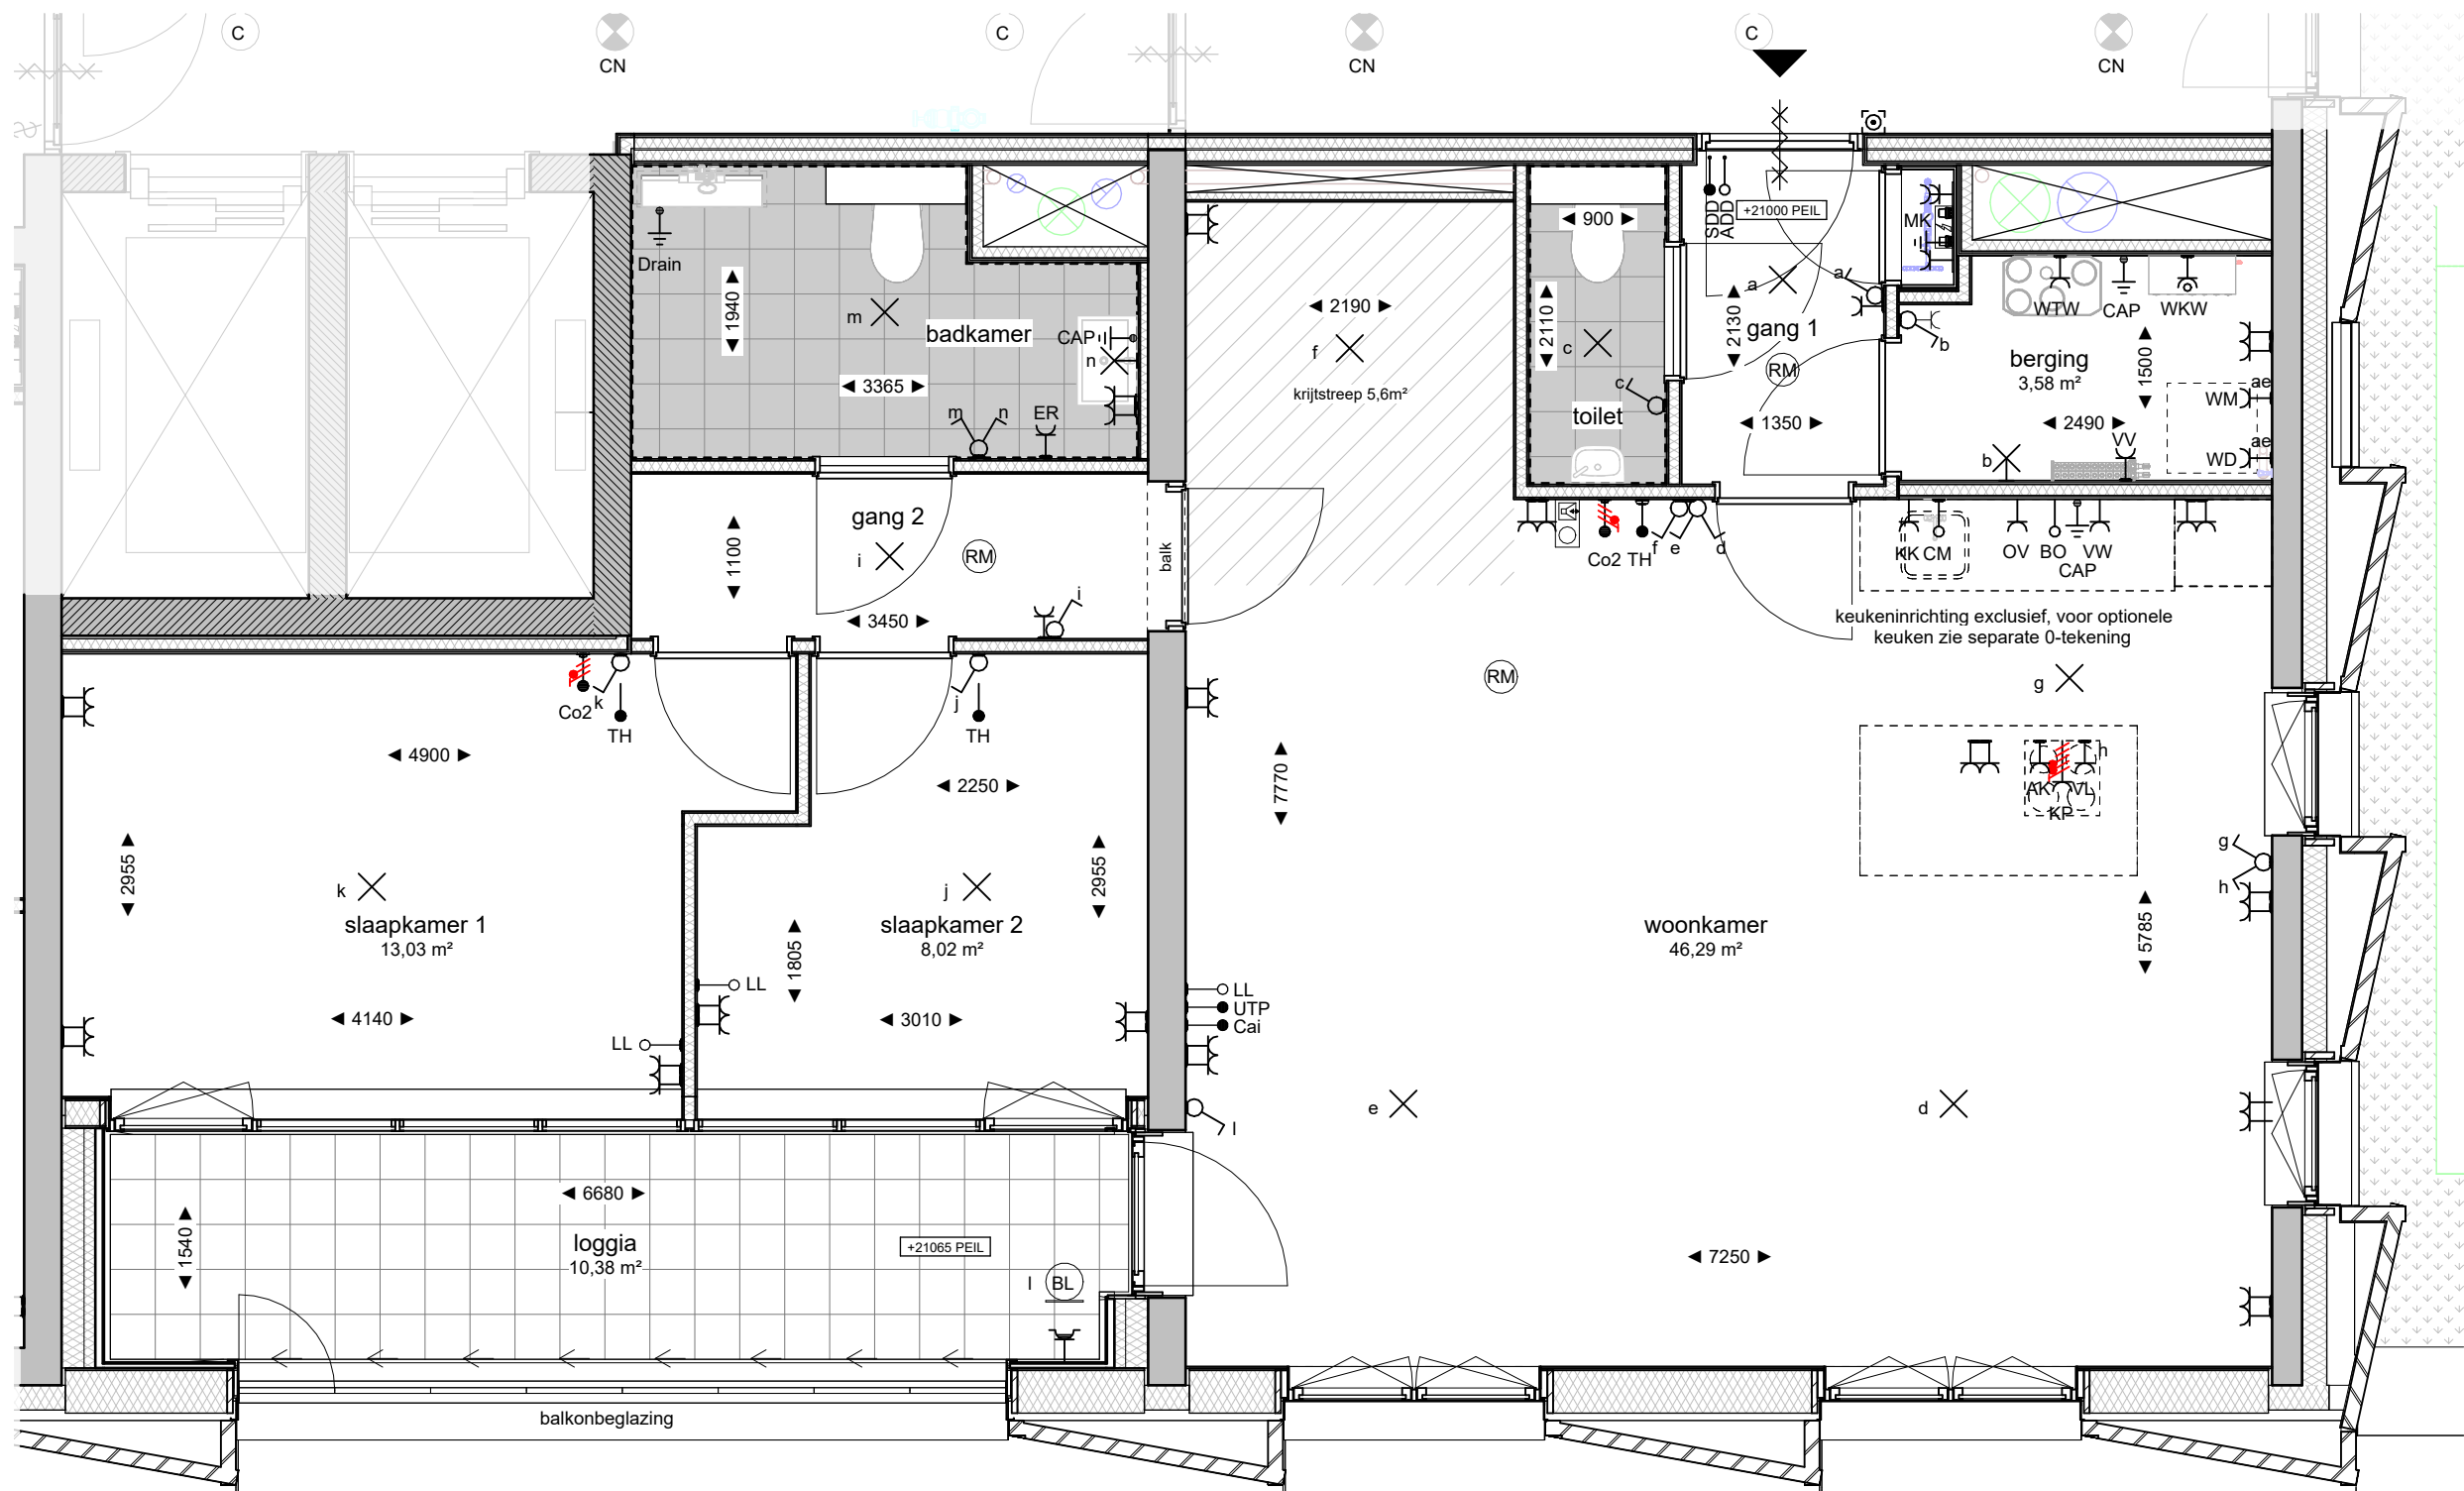 C
C
C
CN
CN
CN
SDD
ADD
+21000 PEIL
MK
900
Drain
1940
m
badkamer
CAP
n
3365
m
n
ER
2190
f
krijtstreep 5,6m²
2110
c
c
toilet
a
a
2130
gang 1
RM
1350
WTW
CAP
WKW
b
berging
3,58 m²
1500
ae
WM
2490
VV
ae
WD
b
gang 2
i
RM
1100
3450
i
balk
Co2
TH
f
e
d
KK
CM
OV
BO
VW
CAP
keukeninrichting exclusief, voor optionele
keuken zie separate 0-tekening
RM
g
Co2
k
TH
j
TH
4900
2250
7770
h
AK
VL
KP
g
h
2955
k
slaapkamer 1
13,03 m²
2955
j
slaapkamer 2
8,02 m²
1805
woonkamer
46,29 m²
5785
LL
LL
UTP
Cai
4140
3010
LL
e
d
l
6680
1540
loggia
10,38 m²
+21065 PEIL
l
BL
7250
balkonbeglazing